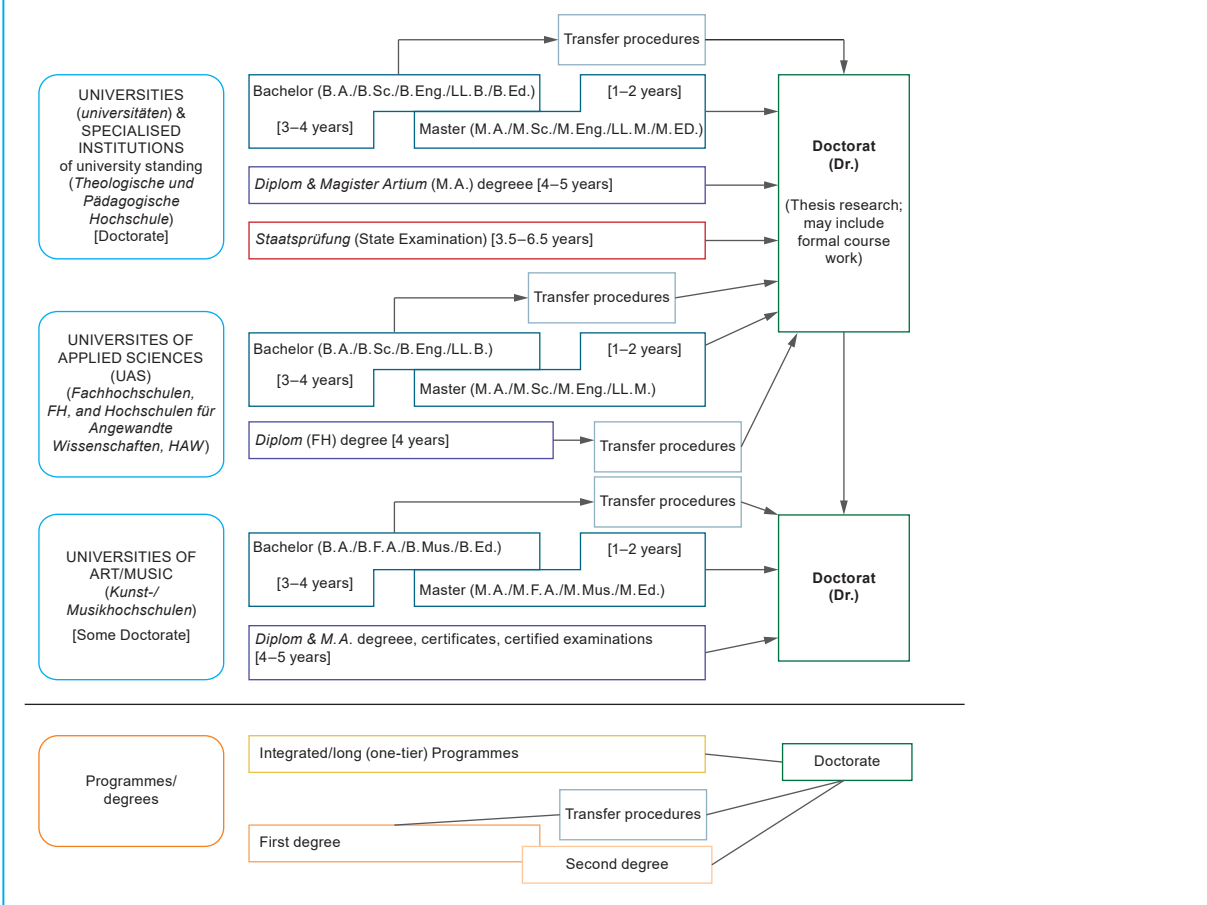 Transfer procedures
UNIVERSITIES
(universitäten) &
SPECIALISED
INSTITUTIONS
of university standing
(Theologische und
Pädagogische
Hochschule)
[Doctorate]
Bachelor (B.A./B.Sc./B.Eng./LL.B./B.Ed.)
[3–4 years]
[1–2 years]
Master (M.A./M.Sc./M.Eng./LL.M./M.ED.)
Diplom & Magister Artium (M.A.) degreee [4–5 years]
Staatsprüfung (State Examination) [3.5–6.5 years]
Doctorat
(Dr.)
(Thesis research;
may include
formal course
work)
Transfer procedures
UNIVERSITES OF
APPLIED SCIENCES
(UAS)
(Fachhochschulen,
FH, and Hochschulen für
Angewandte
Wissenschaften, HAW)
Bachelor (B.A./B.Sc./B.Eng./LL.B.)
[3–4 years]
[1–2 years]
Master (M.A./M.Sc./M.Eng./LL.M.)
Diplom (FH) degree [4 years]
Transfer procedures
Transfer procedures
UNIVERSITIES OF
ART/MUSIC
(Kunst-/
Musikhochschulen)
[Some Doctorate]
Bachelor (B.A./B.F.A./B.Mus./B.Ed.)
[3–4 years]
[1–2 years]
Master (M.A./M.F.A./M.Mus./M.Ed.)
Diplom & M.A. degreee, certificates, certified examinations
[4–5 years]
Doctorat
(Dr.)
Programmes/
degrees
Integrated/long (one-tier) Programmes
Doctorate
Transfer procedures
First degree
Second degree